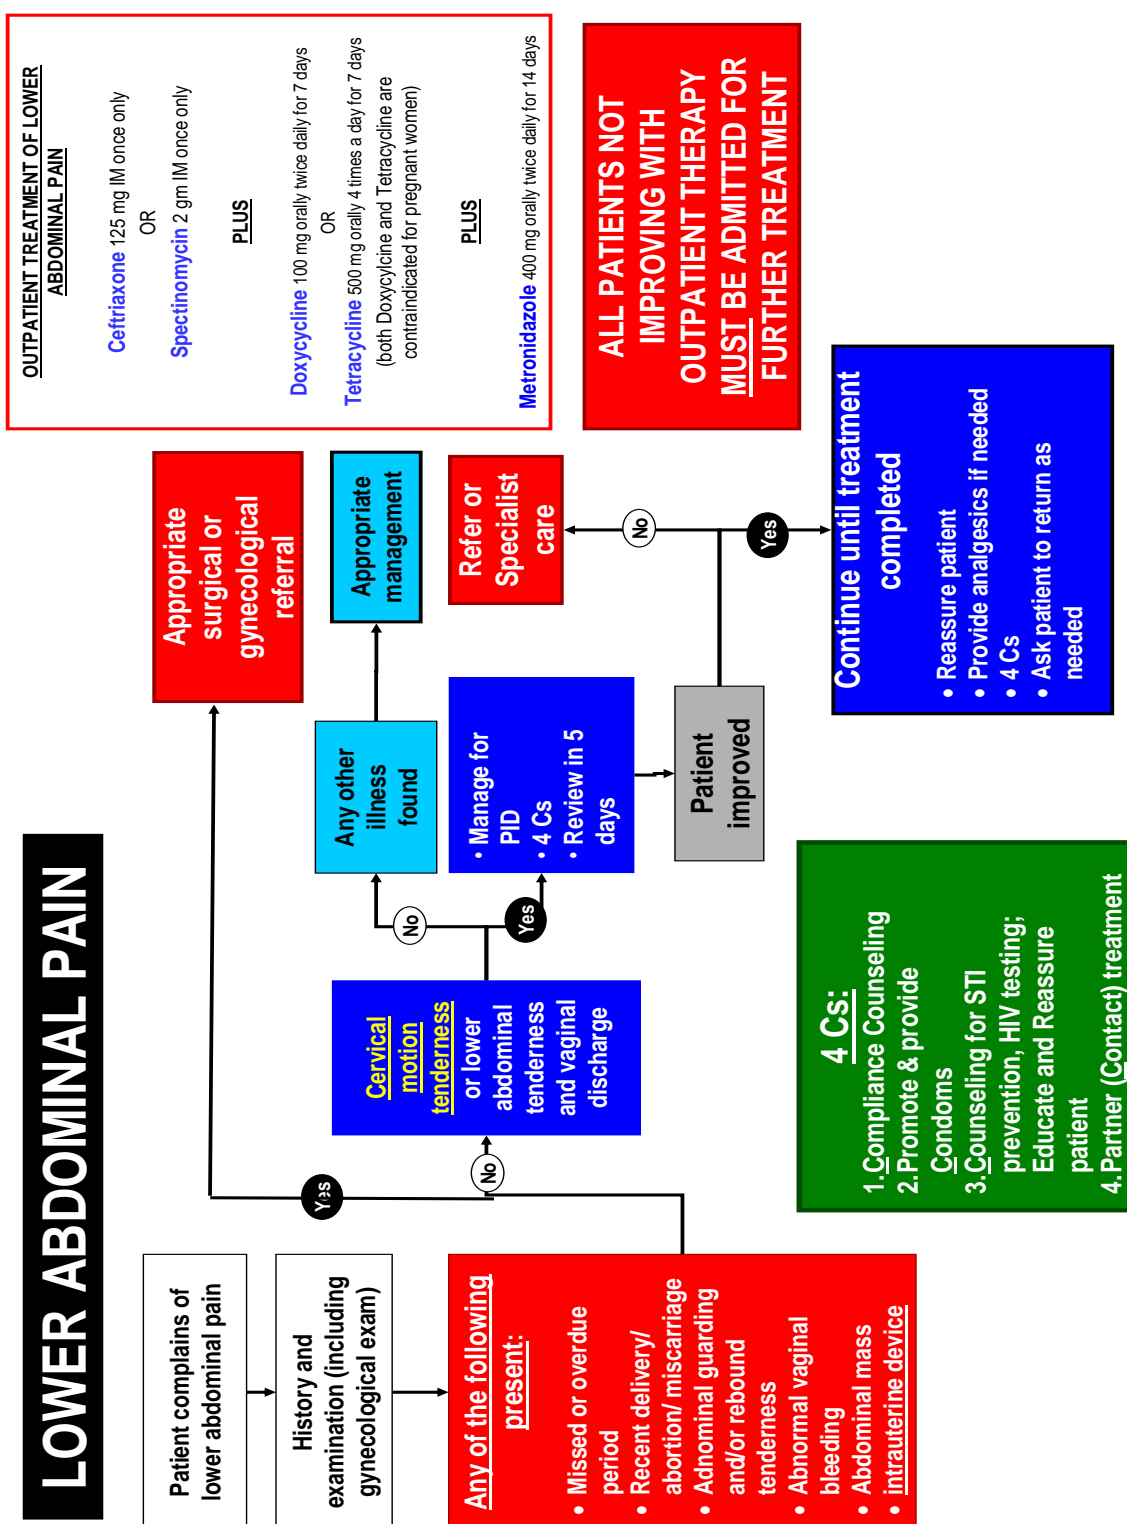 LOWER ABDOMINAL PAIN
Patient complains of
lower abdominal pain
History and
examination (including
gynecological exam)
Any of the following
present:
• Missed or overdue
period
• Recent delivery/
abortion/ miscarriage
• Adnominal guarding
and/or rebound
tenderness
• Abnormal vaginal
bleeding
• Abdominal mass
• intrauterine device
Yes
No
Appropriate
surgical or
gynecological
referral
Cervical
motion
tenderness
or lower
abdominal
tenderness
and vaginal
discharge
No
Yes
Any other
illness
found
Appropriate
management
• Manage for
PID
• 4 Cs
• Review in 5
days
Patient
improved
No
Yes
Refer or
Specialist
care
Continue until treatment
completed
• Reassure patient
• Provide analgesics if needed
• 4 Cs
• Ask patient to return as
needed
4 Cs:
1.Compliance Counseling
2.Promote & provide
Condoms
3.Counseling for STI
prevention, HIV testing;
Educate and Reassure
patient
4.Partner (Contact) treatment
OUTPATIENT TREATMENT OF LOWER
ABDOMINAL PAIN
Ceftriaxone 125 mg IM once only
OR
Spectinomycin 2 gm IM once only
PLUS
Doxycycline 100 mg orally twice daily for 7 days
OR
Tetracycline 500 mg orally 4 times a day for 7 days
(both Doxycylcine and Tetracycline are
contraindicated for pregnant women)
PLUS
Metronidazole 400 mg orally twice daily for 14 days
ALL PATIENTS NOT
IMPROVING WITH
OUTPATIENT THERAPY
MUST BE ADMITTED FOR
FURTHER TREATMENT